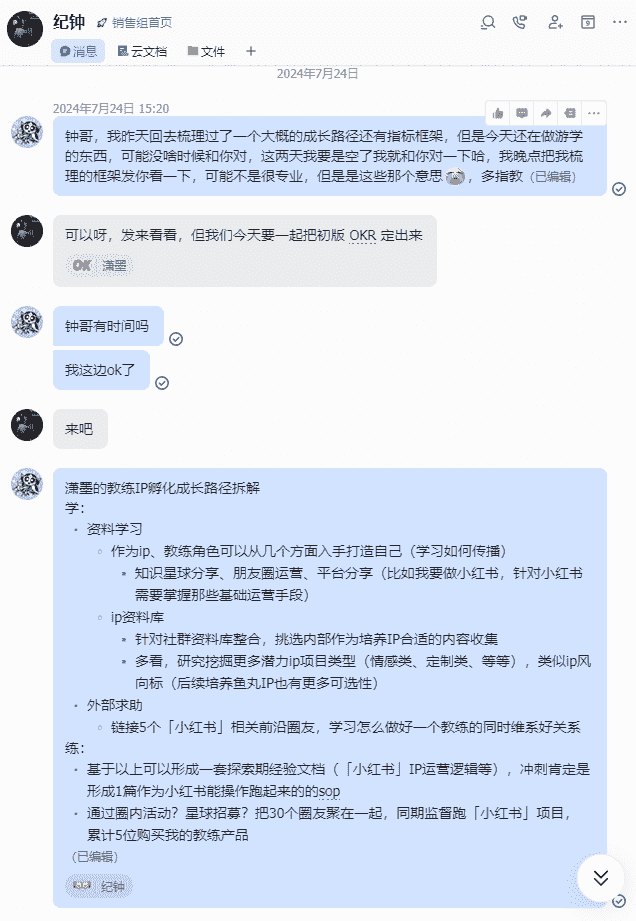 纪钟 销售组首页
消息 云文档 文件
9
2024年7月24日
2024年7月24日 15:20
钟哥，我昨天回去梳理过了一个大概的成长路径还有指标框架，但是今天还在做游学
的东西，可能没啥时候和你对，这两天我要是空了我就和你对一下哈，我晚点把我梳
理的框架发你看一下，可能不是很专业，但是是这些那个意思，多指教（已编辑）
可以呀，发来看看，但我们今天要一起把初版 OKR 定出来
OK 潇墨
钟哥有时间吗
我这边ok了
来吧
潇墨的教练IP孵化成长路径拆解
学：
• 资料学习
◦ 作为ip、教练角色可以从几个方面入手打造自己（学习如何传播）
▪ 知识星球分享、朋友圈运营、平台分享（比如我要做小红书，针对小红书
需要掌握那些基础运营手段）
◦ ip资料库
▪ 针对社群资料库整合，挑选内部作为培养IP合适的内容收集
▪ 多看，研究挖掘更多潜力ip项目类型（情感类、定制类、等等），类似ip风
向标（后续培养鱼丸IP也有更多可选性）
• 外部求助
◦ 链接5个「小红书」相关前沿圈友，学习怎么做好一个教练的同时维系好关系
练：
• 基于以上可以形成一套探索期经验文档（「小红书」IP运营逻辑等），冲刺肯定是
形成1篇作为小红书能操作跑起来的的sop
• 通过圈内活动？星球招募？把30个圈友聚在一起，同期监督跑「小红书」项目，
累计5位购买我的教练产品
（已编辑）
纪钟